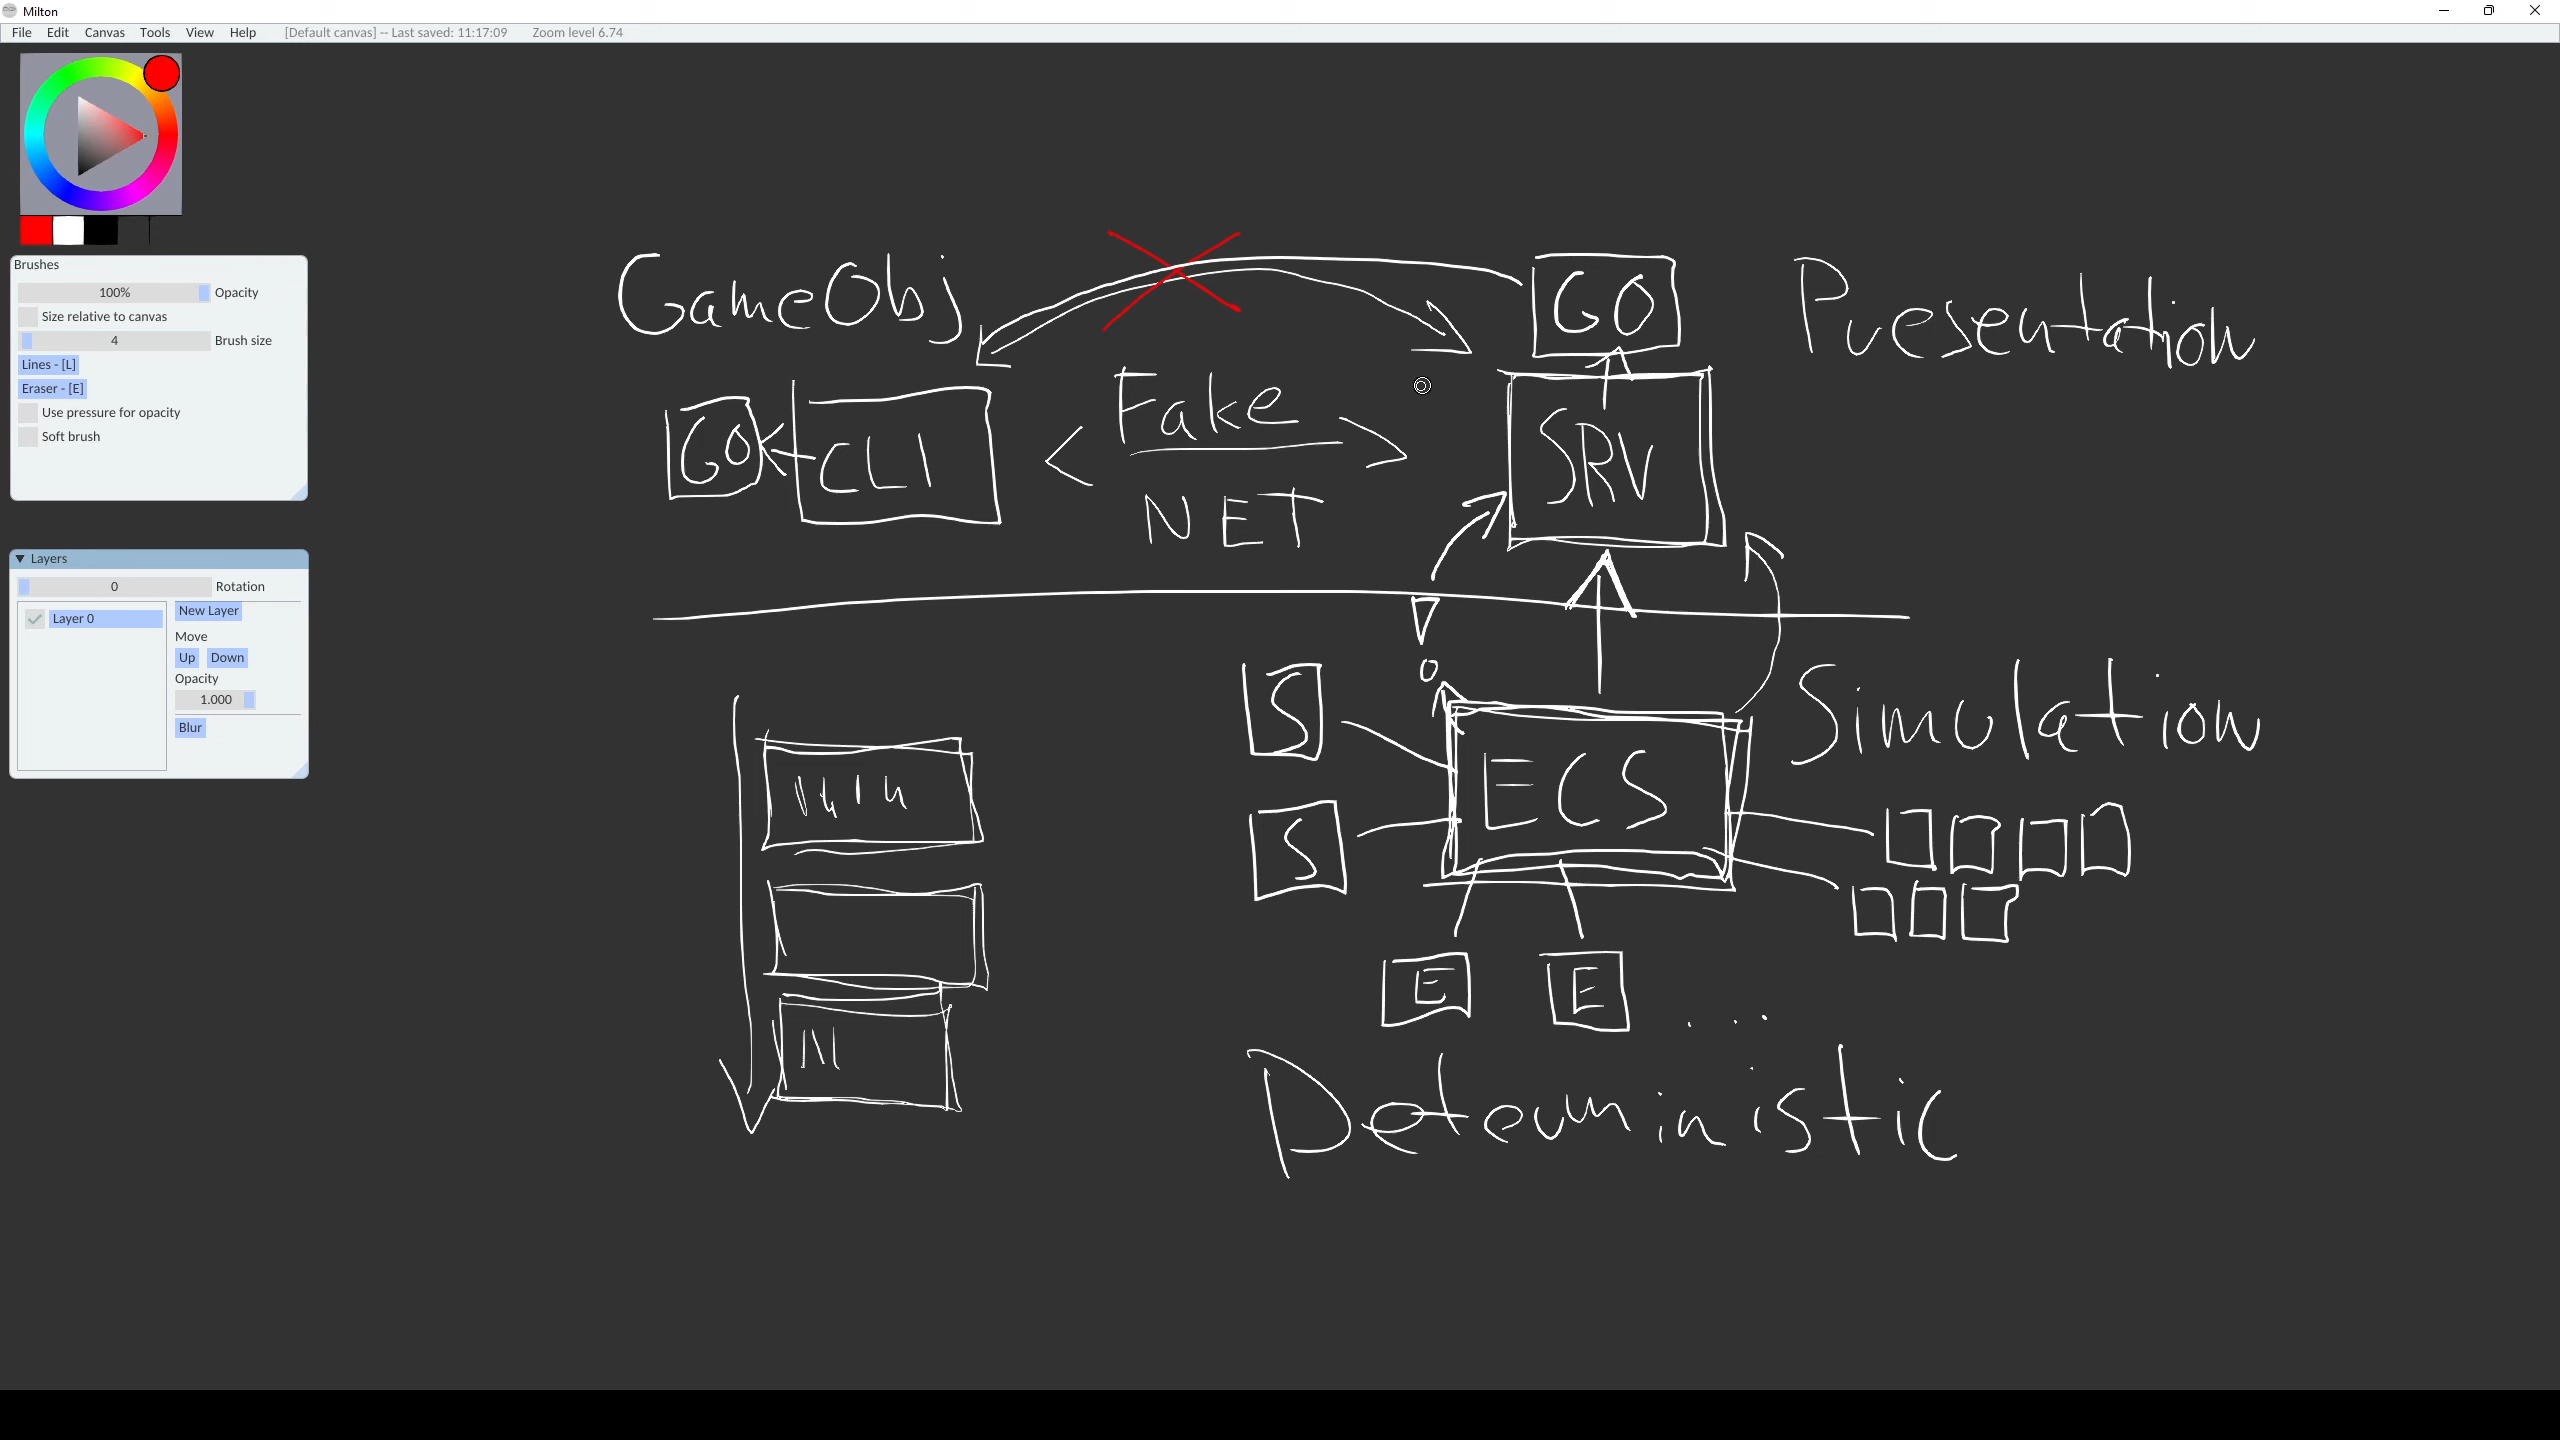 Milton
File Edit Canvas Tools View Help [Default canvas] -- Last saved: 11:17:09 Zoom level 6.74
Brushes
100% Opacity
Size relative to canvas
4 Brush size
Lines - [L]
Eraser - [E]
Use pressure for opacity
Soft brush
Layers
0 Rotation
Layer 0
New Layer
Move
Up Down
Opacity
1.000
Blur
GameObj
GO
Presentation
GO
CLI
Fake
NET
SRV
S
S
ECS
Simulation
E
E
...
Deterministic